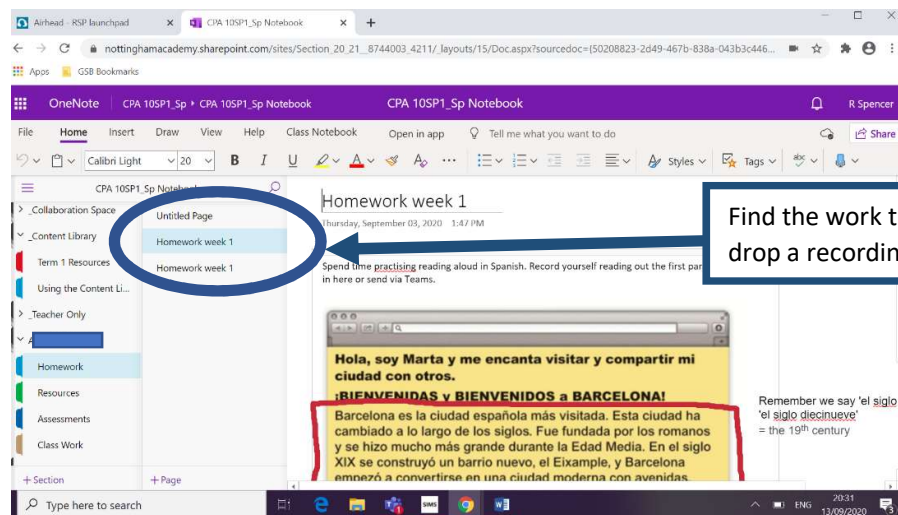 Airhead - RSP launchpad
CPA 10SP1_Sp Notebook
nottinghamacademy.sharepoint.com/sites/Section_20_21__8744003_4211/_layouts/15/Doc.aspx?sourcedoc={50208823-2d49-467b-838a-043b3c446...
Apps GSB Bookmarks
OneNote CPA 10SP1_Sp › CPA 10SP1_Sp Notebook CPA 10SP1_Sp Notebook R Spencer
File Home Insert Draw View Help Class Notebook Open in app Tell me what you want to do Share
Calibri Light 20 B I U A A Styles Tags abc
CPA 10SP1_Sp Notebook
_Collaboration Space
_Content Library
Term 1 Resources
Using the Content Li...
_Teacher Only
Homework
Resources
Assessments
Class Work
+ Section
Untitled Page
Homework week 1
Homework week 1
+ Page
Homework week 1
Thursday, September 03, 2020 1:47 PM
Spend time practising reading aloud in Spanish. Record yourself reading out the first par
in here or send via Teams.
Find the work t
drop a recordin
Hola, soy Marta y me encanta visitar y compartir mi
ciudad con otros.
¡BIENVENIDAS y BIENVENIDOS a BARCELONA!
Barcelona es la ciudad española más visitada. Esta ciudad ha
cambiado a lo largo de los siglos. Fue fundada por los romanos
y se hizo mucho más grande durante la Edad Media. En el siglo
XIX se construyó un barrio nuevo, el Eixample, y Barcelona
empezó a convertirse en una ciudad moderna con avenidas,
Remember we say 'el siglo
'el siglo diecinueve'
= the 19th century
Type here to search
SIMS
ENG
20:31
13/09/2020